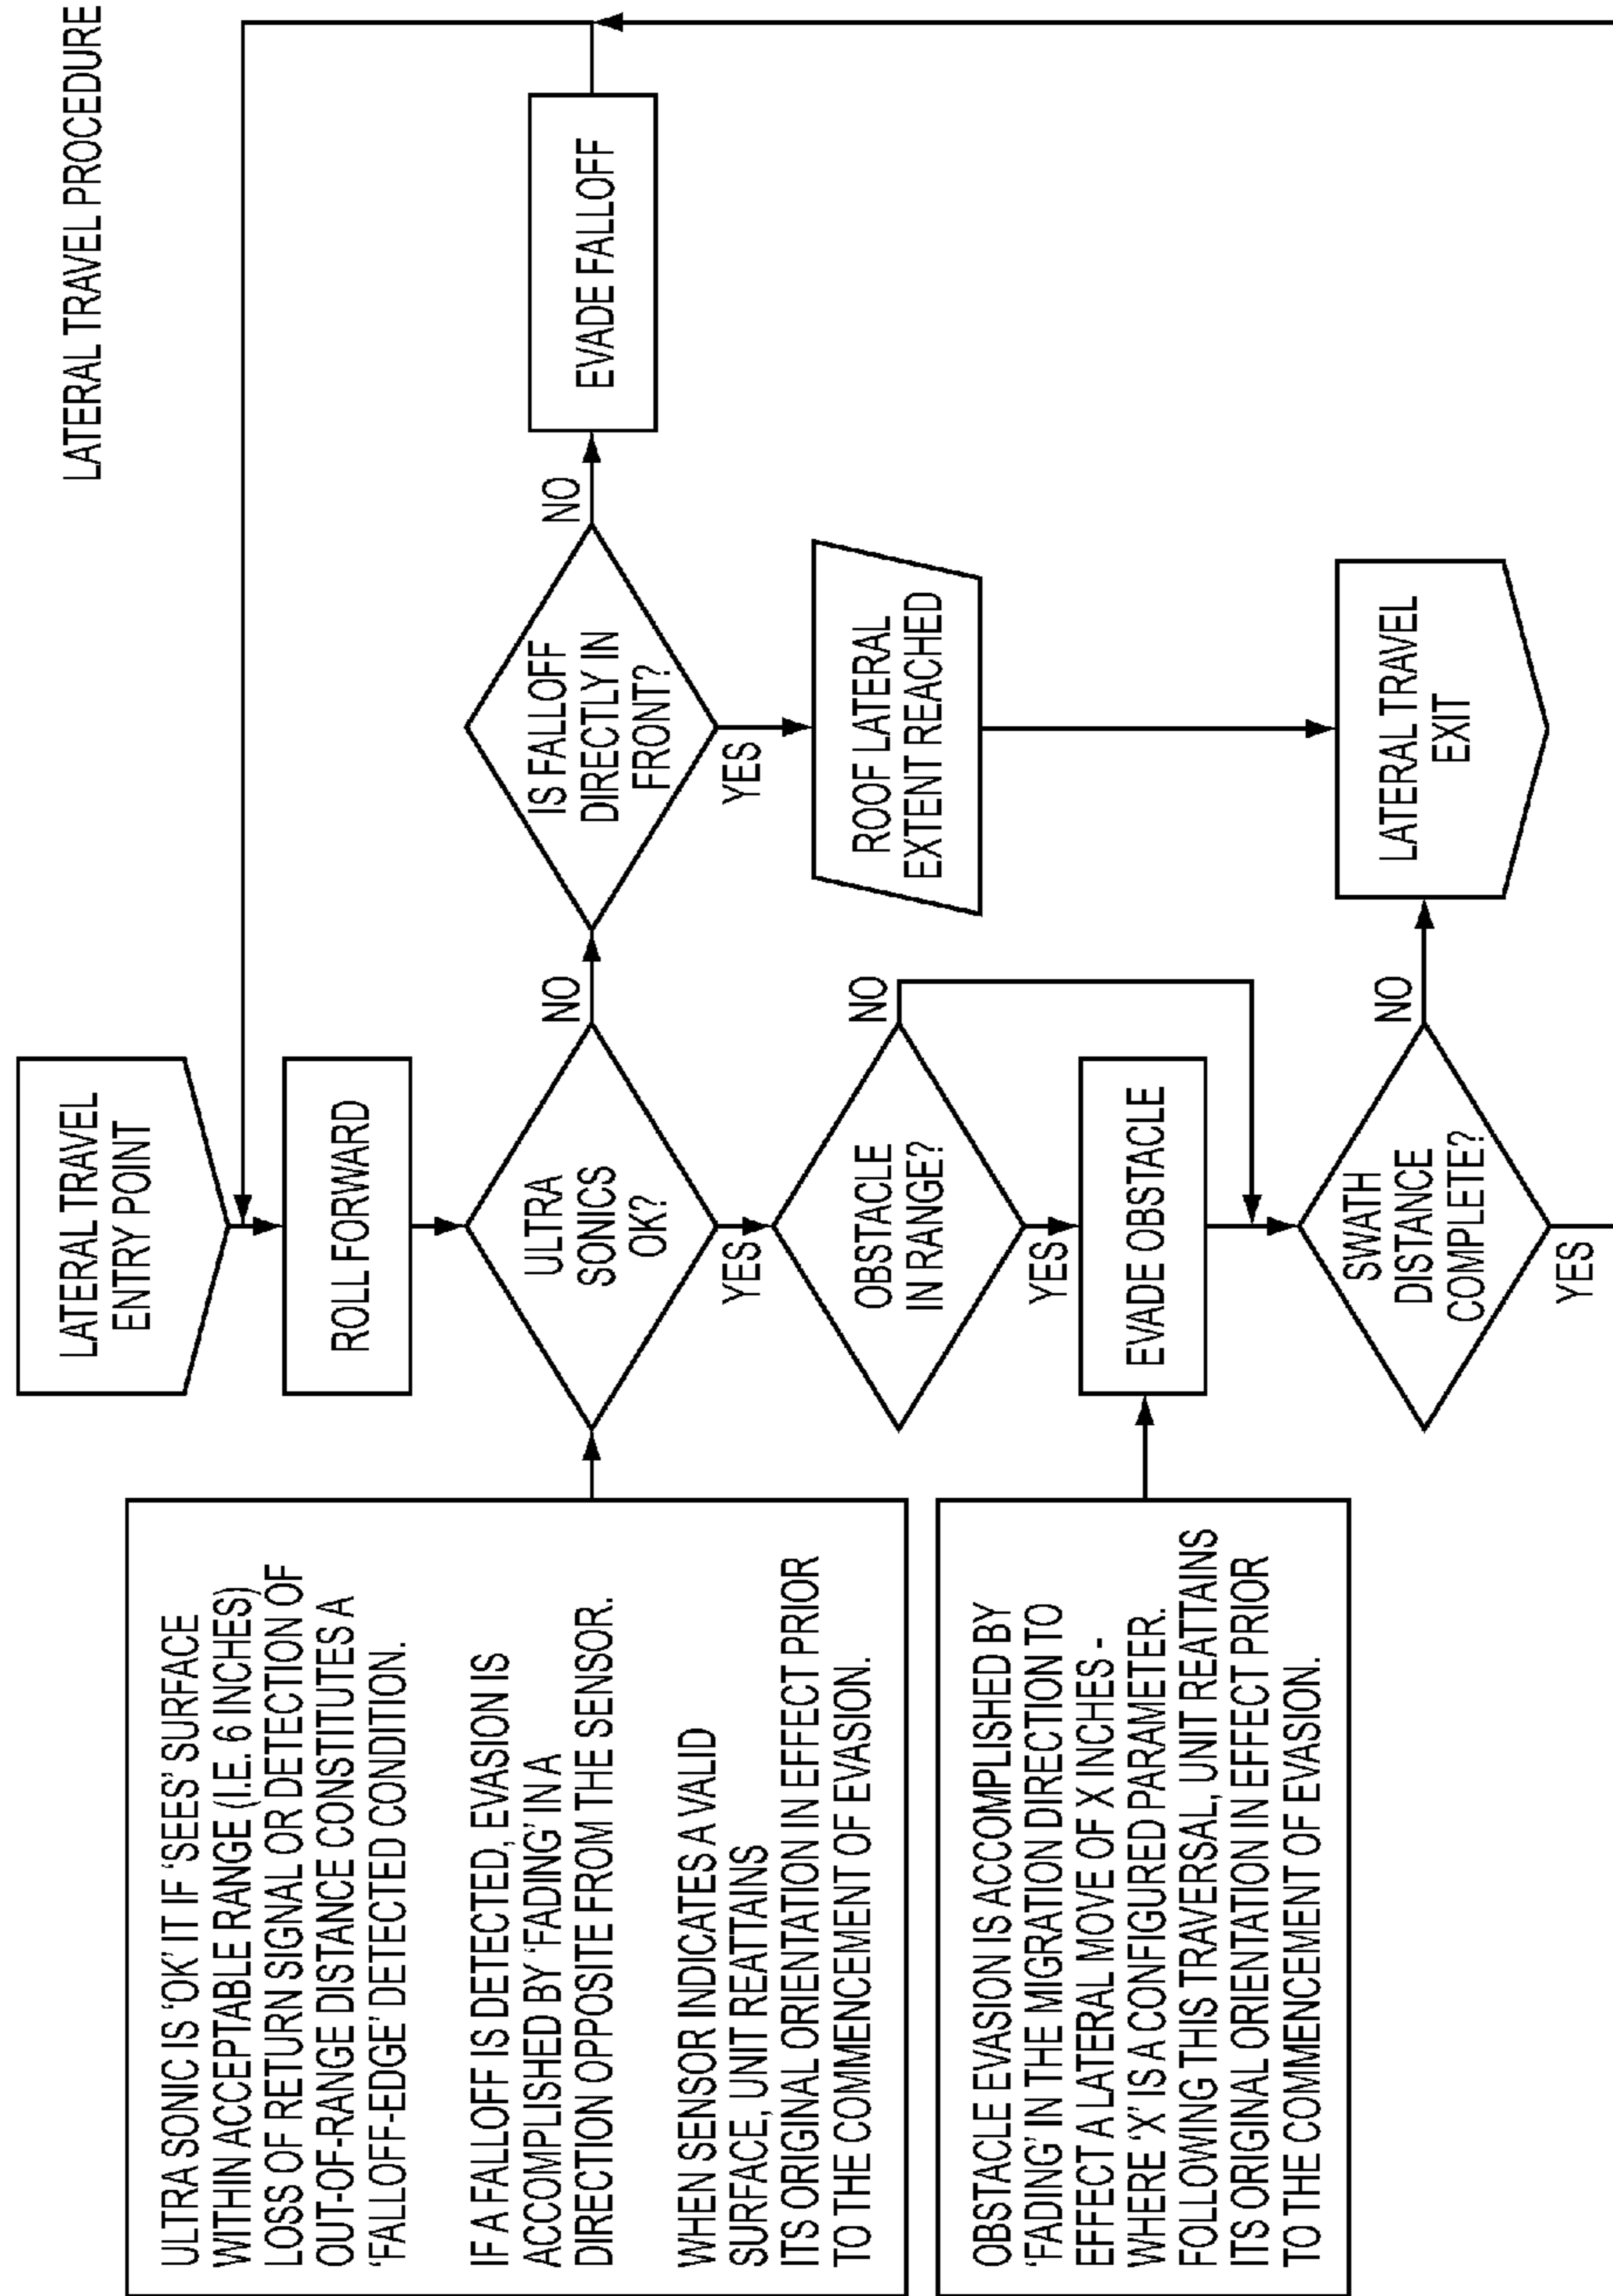 LATERAL TRAVEL PROCEDURE
LATERAL TRAVEL
ENTRY POINT
ROLL FORWARD
ULTRA SONIC IS 'OK' IT IF 'SEES' SURFACE
WITHIN ACCEPTABLE RANGE (I.E. 6 INCHES)
LOSS OF RETURN SIGNAL OR DETECTION OF
OUT-OF-RANGE DISTANCE CONSTITUTES A
'FALLOFF-EDGE' DETECTED CONDITION.
IF A FALLOFF IS DETECTED, EVASION IS
ACCOMPLISHED BY 'FADING' IN A
DIRECTION OPPOSITE FROM THE SENSOR.
WHEN SENSOR INDICATES A VALID
SURFACE, UNIT REATTAINS
ITS ORIGINAL ORIENTATION IN EFFECT PRIOR
TO THE COMMENCEMENT OF EVASION.
ULTRA
SONICS
OK?
NO
YES
IS FALLOFF
DIRECTLY IN
FRONT?
NO
YES
EVADE FALLOFF
OBSTACLE
IN RANGE?
NO
YES
ROOF LATERAL
EXTENT REACHED
OBSTACLE EVASION IS ACCOMPLISHED BY
'FADING' IN THE MIGRATION DIRECTION TO
EFFECT A LATERAL MOVE OF X INCHES -
WHERE 'X' IS A CONFIGURED PARAMETER.
FOLLOWING THIS TRAVERSAL, UNIT REATTAINS
ITS ORIGINAL ORIENTATION IN EFFECT PRIOR
TO THE COMMENCEMENT OF EVASION.
EVADE OBSTACLE
SWATH
DISTANCE
COMPLETE?
NO
YES
LATERAL TRAVEL
EXIT